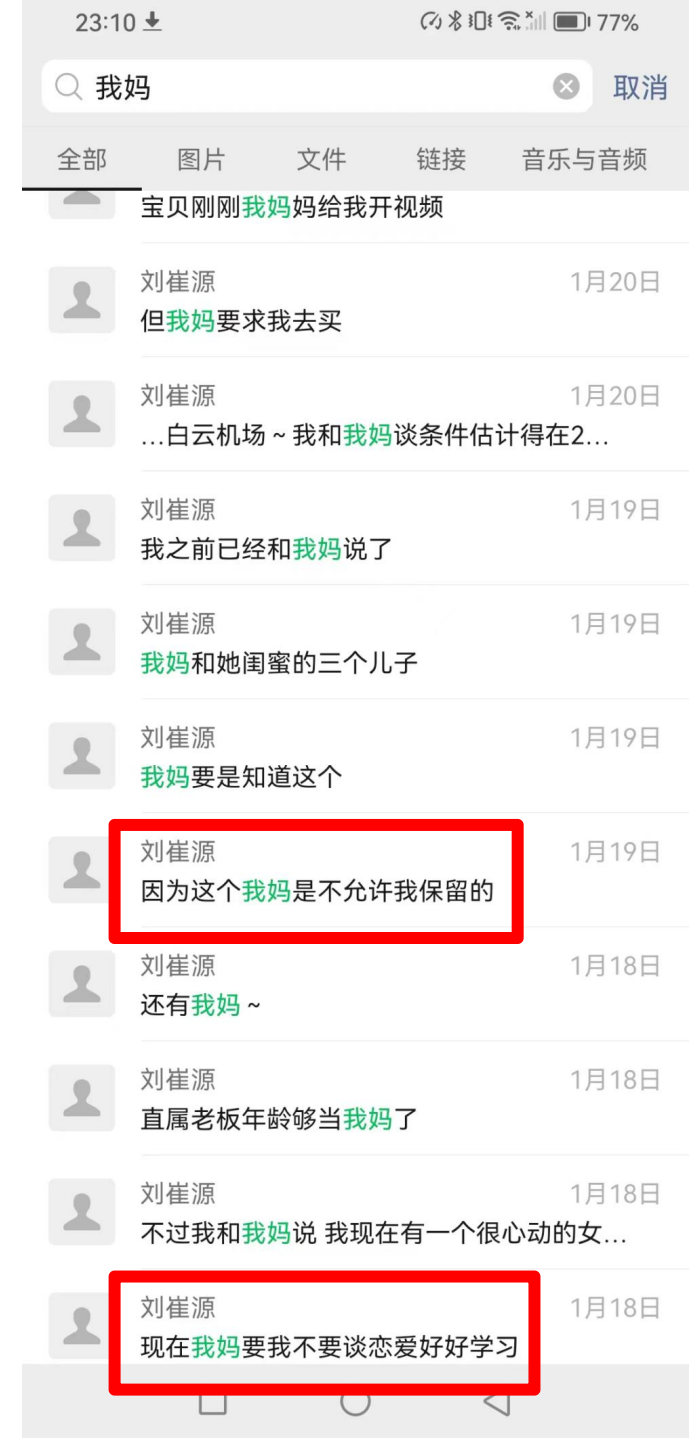 23:10
77%
我妈
取消
全部 图片 文件 链接 音乐与音频
宝贝刚刚我妈妈给我开视频
刘崔源 1月20日
但我妈要求我去买
刘崔源 1月20日
...白云机场~我和我妈谈条件估计得在2...
刘崔源 1月19日
我之前已经和我妈说了
刘崔源 1月19日
我妈和她闺蜜的三个儿子
刘崔源 1月19日
我妈要是知道这个
刘崔源 1月19日
因为这个我妈是不允许我保留的
刘崔源 1月18日
还有我妈~
刘崔源 1月18日
直属老板年龄够当我妈了
刘崔源 1月18日
不过我和我妈说 我现在有一个很心动的女...
刘崔源 1月18日
现在我妈要我不要谈恋爱好好学习